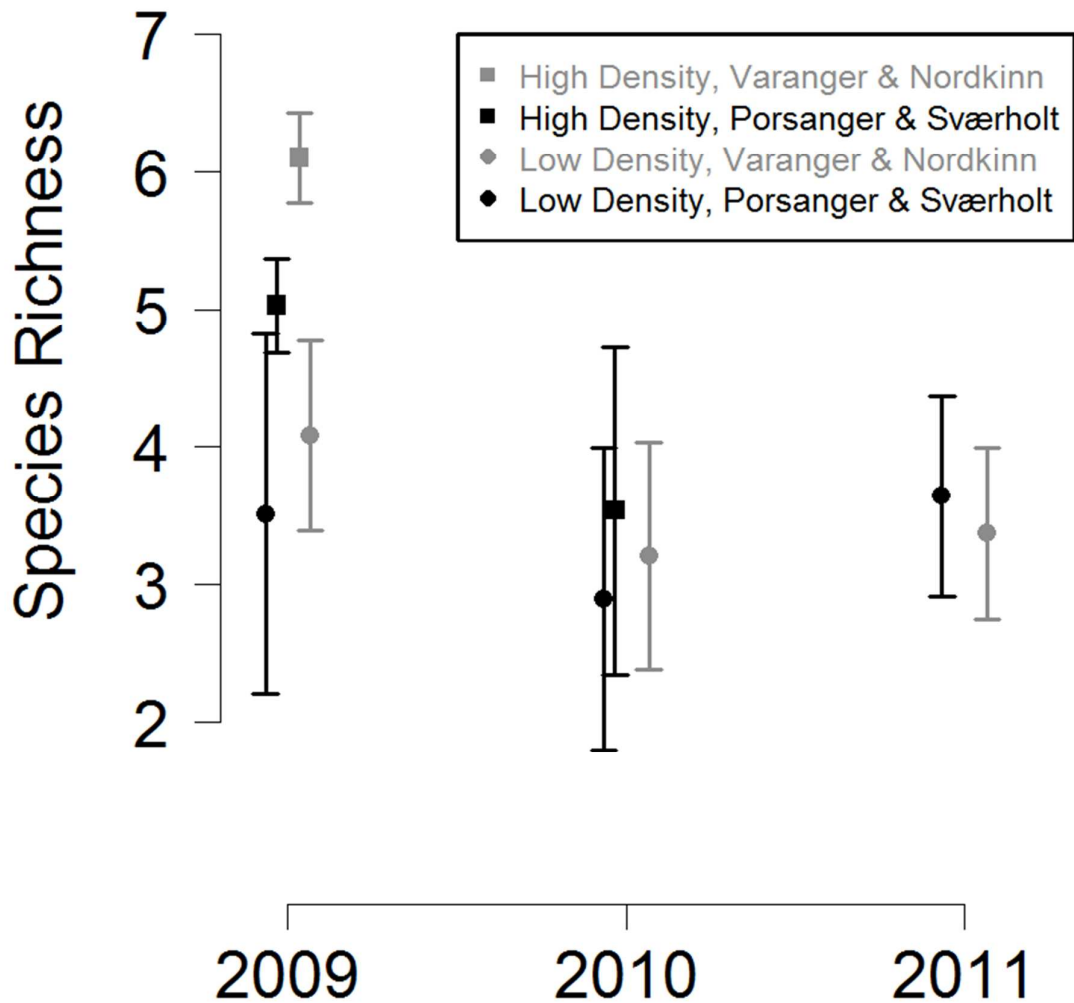 Species Richness
7
6
5
4
3
2
High Density, Varanger & Nordkinn
High Density, Porsanger & Sværholt
Low Density, Varanger & Nordkinn
Low Density, Porsanger & Sværholt
2009 2010 2011